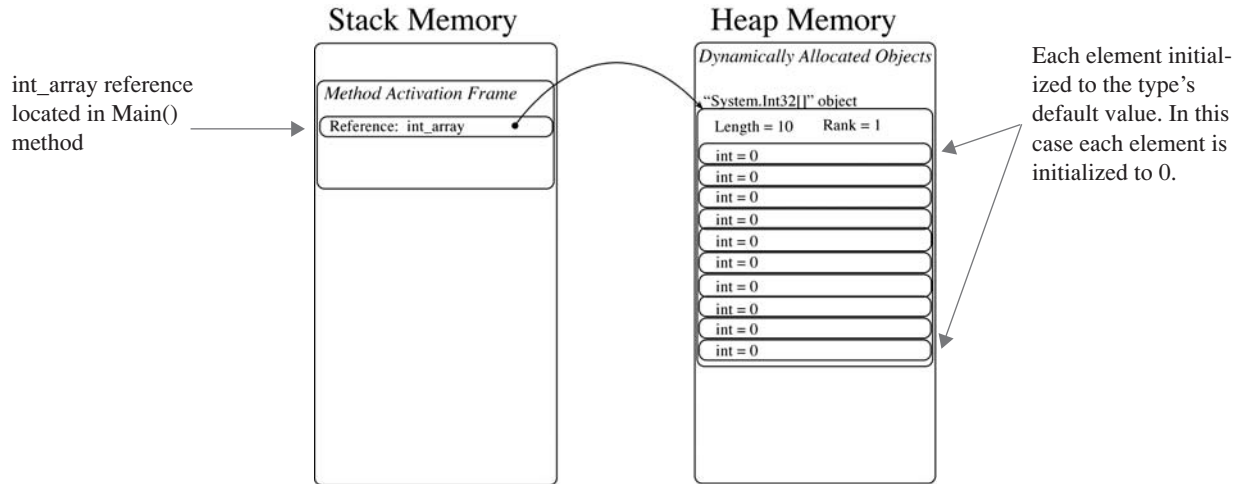 Stack Memory
Heap Memory
int_array reference
located in Main()
method
Method Activation Frame
Reference: int_array
Dynamically Allocated Objects
“System.Int32[]” object
Length = 10 Rank = 1
int = 0
int = 0
int = 0
int = 0
int = 0
int = 0
int = 0
int = 0
int = 0
int = 0
Each element initial-
ized to the type’s
default value. In this
case each element is
initialized to 0.